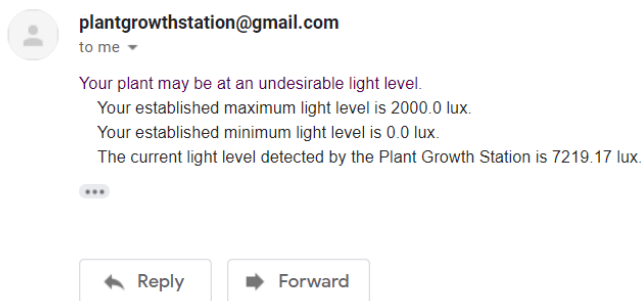 plantgrowthstation@gmail.com
to me
Your plant may be at an undesirable light level.
Your established maximum light level is 2000.0 lux.
Your established minimum light level is 0.0 lux.
The current light level detected by the Plant Growth Station is 7219.17 lux.
Reply Forward